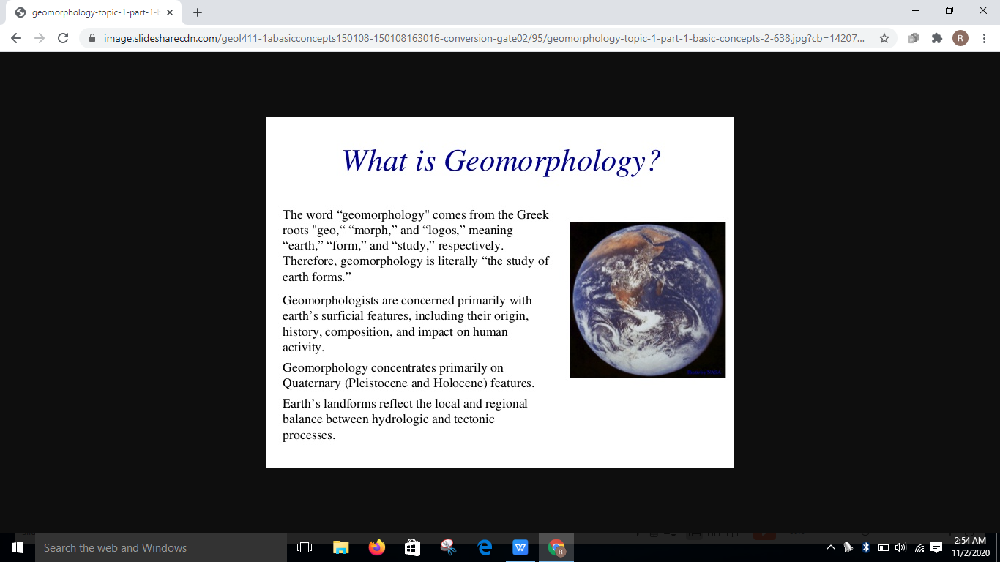 geomorphology-topic-1-part-1-b
image.slidesharecdn.com/geol411-1abasicconcepts150108-150108163016-conversion-gate02/95/geomorphology-topic-1-part-1-basic-concepts-2-638.jpg?cb=14207...
R
What is Geomorphology?
The word “geomorphology" comes from the Greek
roots "geo,“ “morph,” and “logos,” meaning
“earth,” “form,” and “study,” respectively.
Therefore, geomorphology is literally “the study of
earth forms.”
Geomorphologists are concerned primarily with
earth’s surficial features, including their origin,
history, composition, and impact on human
activity.
Geomorphology concentrates primarily on
Quaternary (Pleistocene and Holocene) features.
Earth’s landforms reflect the local and regional
balance between hydrologic and tectonic
processes.
Search the web and Windows
R
2:54 AM
11/2/2020